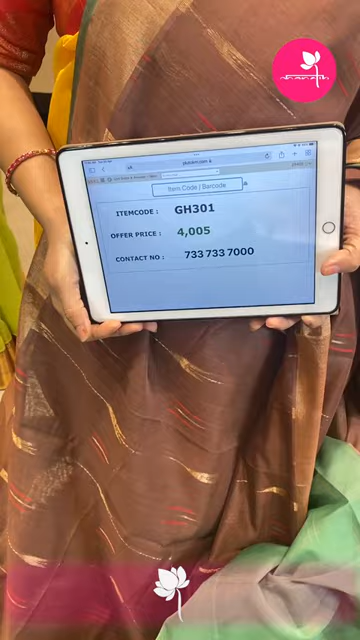 Item Code | Barcode
ITEMCODE : GH301
OFFER PRICE : 4,005
CONTACT NO : 733 733 7000